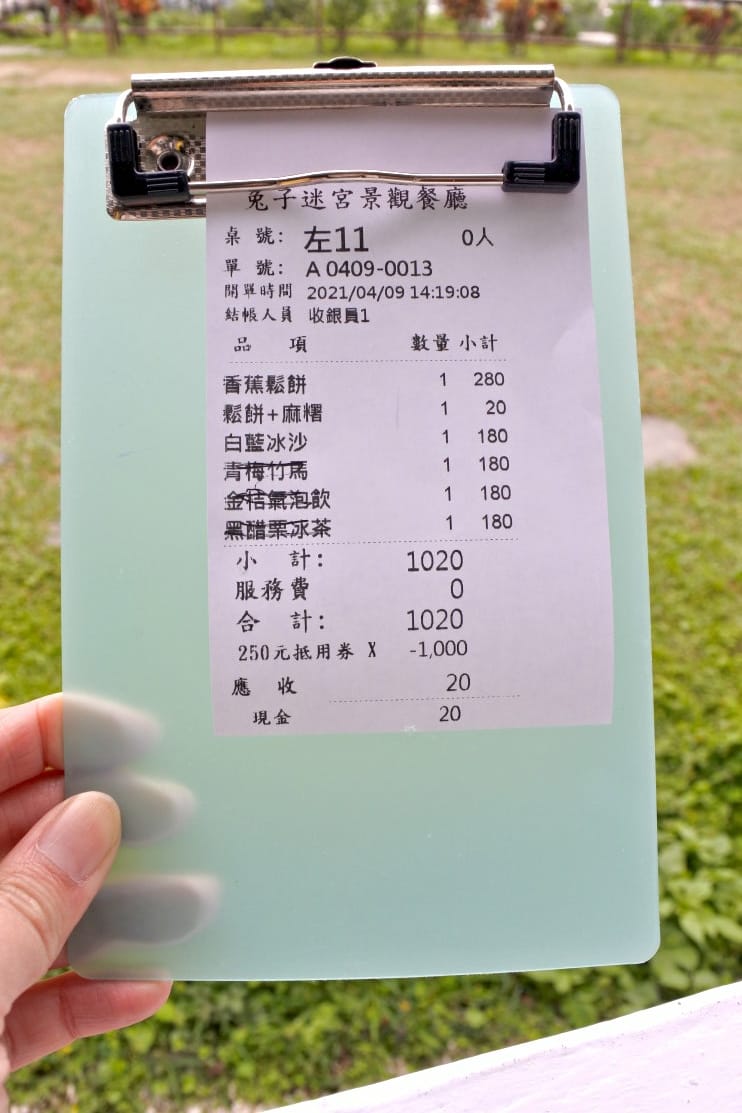 兔子迷宮景觀餐廳
桌 號: 左11 0人
單 號: A 0409-0013
開單時間 2021/04/09 14:19:08
結帳人員 收銀員1
品 項 數量 小計
香蕉鬆餅 1 280
鬆餅+麻糬 1 20
白藍冰沙 1 180
青梅竹馬 1 180
金桔氣泡飲 1 180
黑醋栗冰茶 1 180
小 計: 1020
服務費 0
合 計: 1020
250元抵用券 X -1,000
應 收 20
現金 20